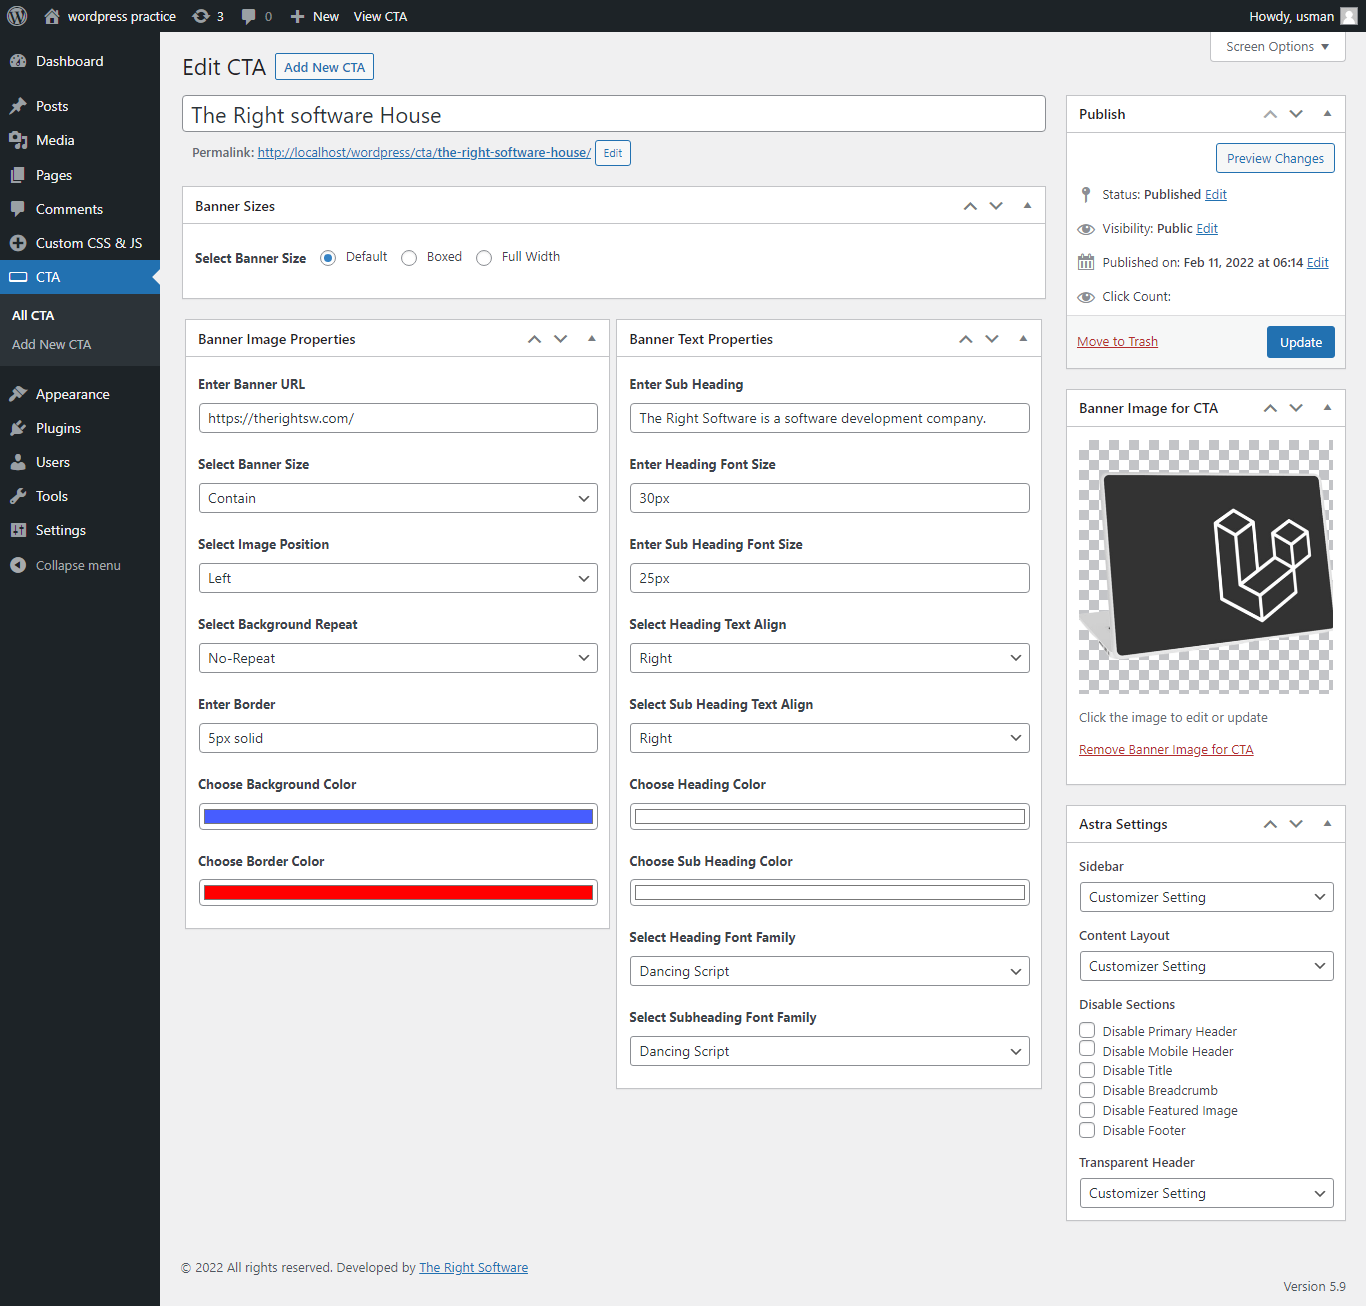 wordpress practice
3
0
New
View CTA
Howdy, usman
Screen Options
Dashboard
Posts
Media
Pages
Comments
Custom CSS & JS
CTA
All CTA
Add New CTA
Appearance
Plugins
Users
Tools
Settings
Collapse menu
Edit CTA
Add New CTA
The Right software House
Permalink: http://localhost/wordpress/cta/the-right-software-house/ Edit
Banner Sizes
Select Banner Size Default Boxed Full Width
Banner Image Properties
Enter Banner URL
https://therightsw.com/
Select Banner Size
Contain
Select Image Position
Left
Select Background Repeat
No-Repeat
Enter Border
5px solid
Choose Background Color
Choose Border Color
Banner Text Properties
Enter Sub Heading
The Right Software is a software development company.
Enter Heading Font Size
30px
Enter Sub Heading Font Size
25px
Select Heading Text Align
Right
Select Sub Heading Text Align
Right
Choose Heading Color
Choose Sub Heading Color
Select Heading Font Family
Dancing Script
Select Subheading Font Family
Dancing Script
Publish
Preview Changes
Status: Published Edit
Visibility: Public Edit
Published on: Feb 11, 2022 at 06:14 Edit
Click Count:
Move to Trash
Update
Banner Image for CTA
Click the image to edit or update
Remove Banner Image for CTA
Astra Settings
Sidebar
Customizer Setting
Content Layout
Customizer Setting
Disable Sections
Disable Primary Header
Disable Mobile Header
Disable Title
Disable Breadcrumb
Disable Featured Image
Disable Footer
Transparent Header
Customizer Setting
© 2022 All rights reserved. Developed by The Right Software
Version 5.9